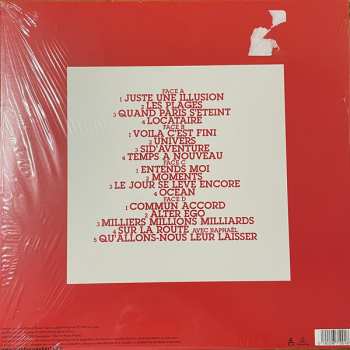 FACE A
1 JUSTE UNE ILLUSION
2 LES PLAGES
3 QUAND PARIS S'ETEINT
4 LOCATAIRE
FACE B
1 VOILA C'EST FINI
2 UNIVERS
3 SID'AVENTURE
4 TEMPS A NOUVEAU
FACE C
1 ENTENDS MOI
2 MOMENTS
3 LE JOUR SE LEVE ENCORE
4 OCEAN
FACE D
1 COMMUN ACCORD
2 ALTER EGO
3 MILLIERS MILLIONS MILLIARDS
4 SUR LA ROUTE AVEC RAPHAËL
5 QU'ALLONS-NOUS LEUR LAISSER